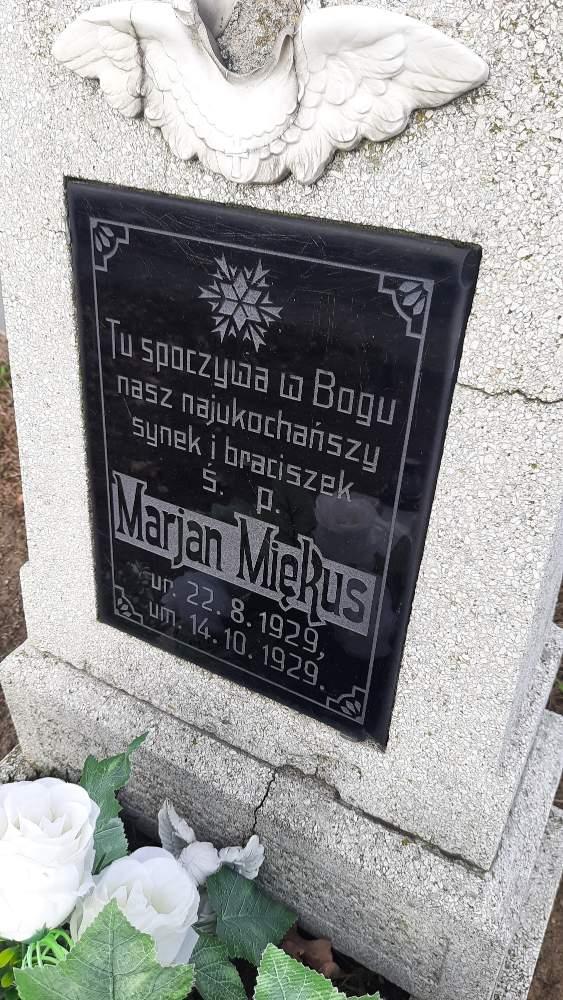 Tu spoczywa w Bogu
nasz najukochańszy
synek i braciszek
ś. p.
Marjan Miękus
ur. 22. 8. 1929,
um. 14. 10. 1929.